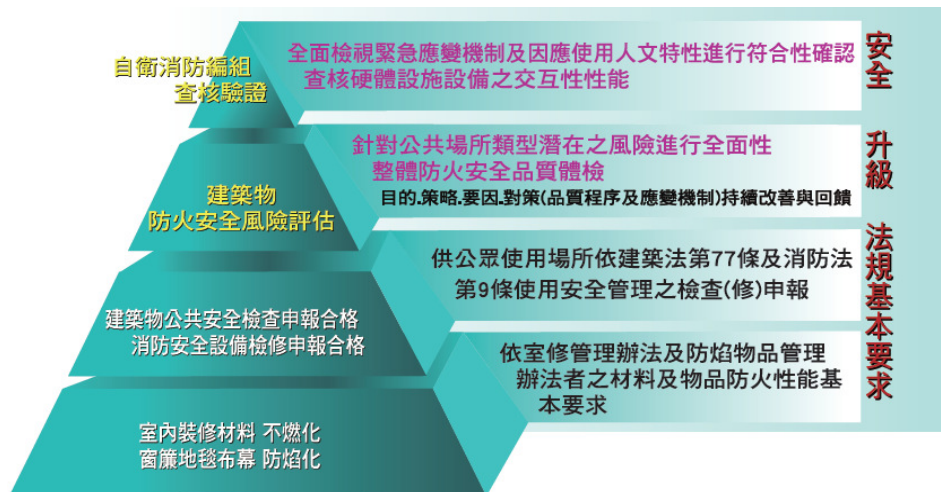 自衛消防編組
查核驗證
全面檢視緊急應變機制及因應使用人文特性進行符合性確認
查核硬體設施設備之交互性性能
安全
建築物
防火安全風險評估
針對公共場所類型潛在之風險進行全面性
整體防火安全品質體檢
目的.策略.要因.對策(品質程序及應變機制)持續改善與回饋
升級
建築物公共安全檢查申報合格
消防安全設備檢修申報合格
供公眾使用場所依建築法第77條及消防法
第9條使用安全管理之檢查(修)申報
法規基本要求
室內裝修材料 不燃化
窗簾地毯布幕 防焰化
依室修管理辦法及防焰物品管理
辦法者之材料及物品防火性能基
本要求